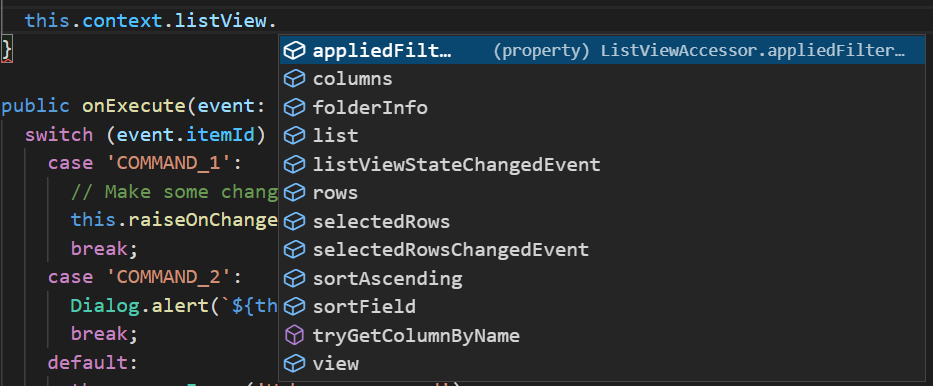 this.context.listView.
}
appliedFilt... (property) ListViewAccessor.appliedFilter...
columns
folderInfo
list
listViewStateChangedEvent
rows
selectedRows
selectedRowsChangedEvent
sortAscending
sortField
tryGetColumnByName
view
public onExecute(event:
switch (event.itemId)
case 'COMMAND_1':
// Make some chang
this.raiseOnChange
break;
case 'COMMAND_2':
Dialog.alert(`${th
break;
default: